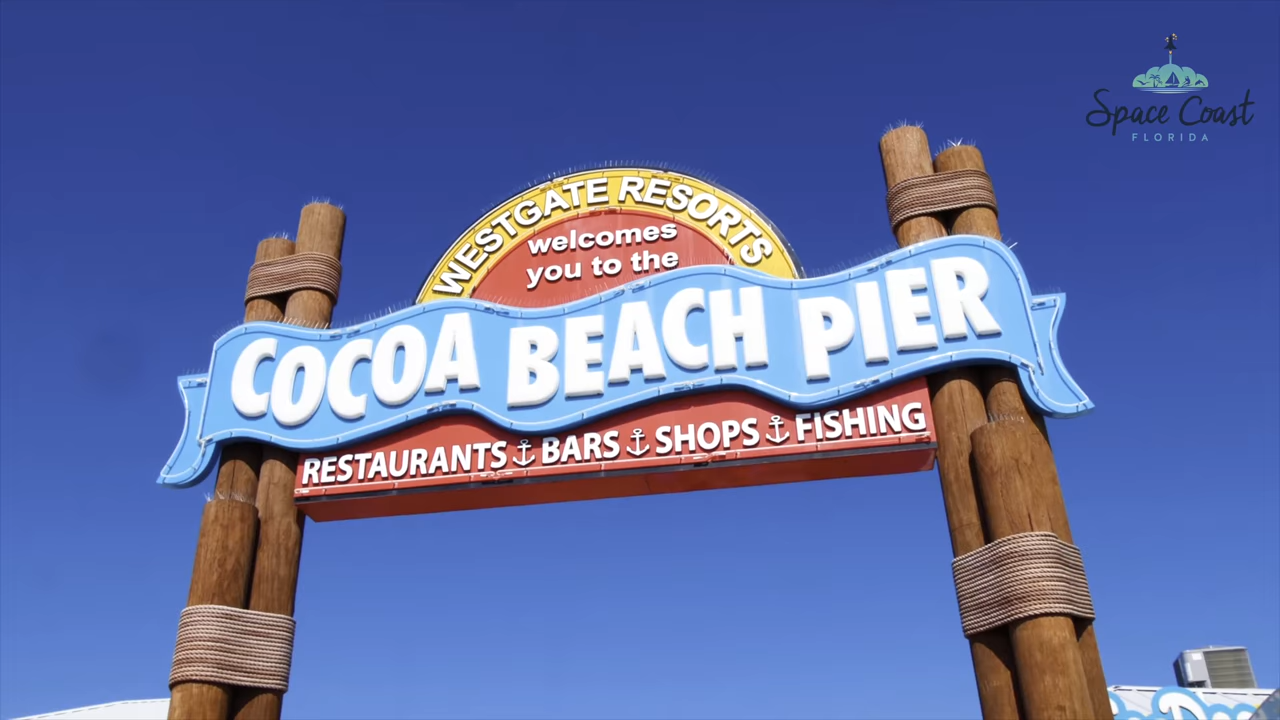 Space Coast
FLORIDA
WESTGATE RESORTS
welcomes
you to the
COCOA BEACH PIER
RESTAURANTS BARS SHOPS FISHING